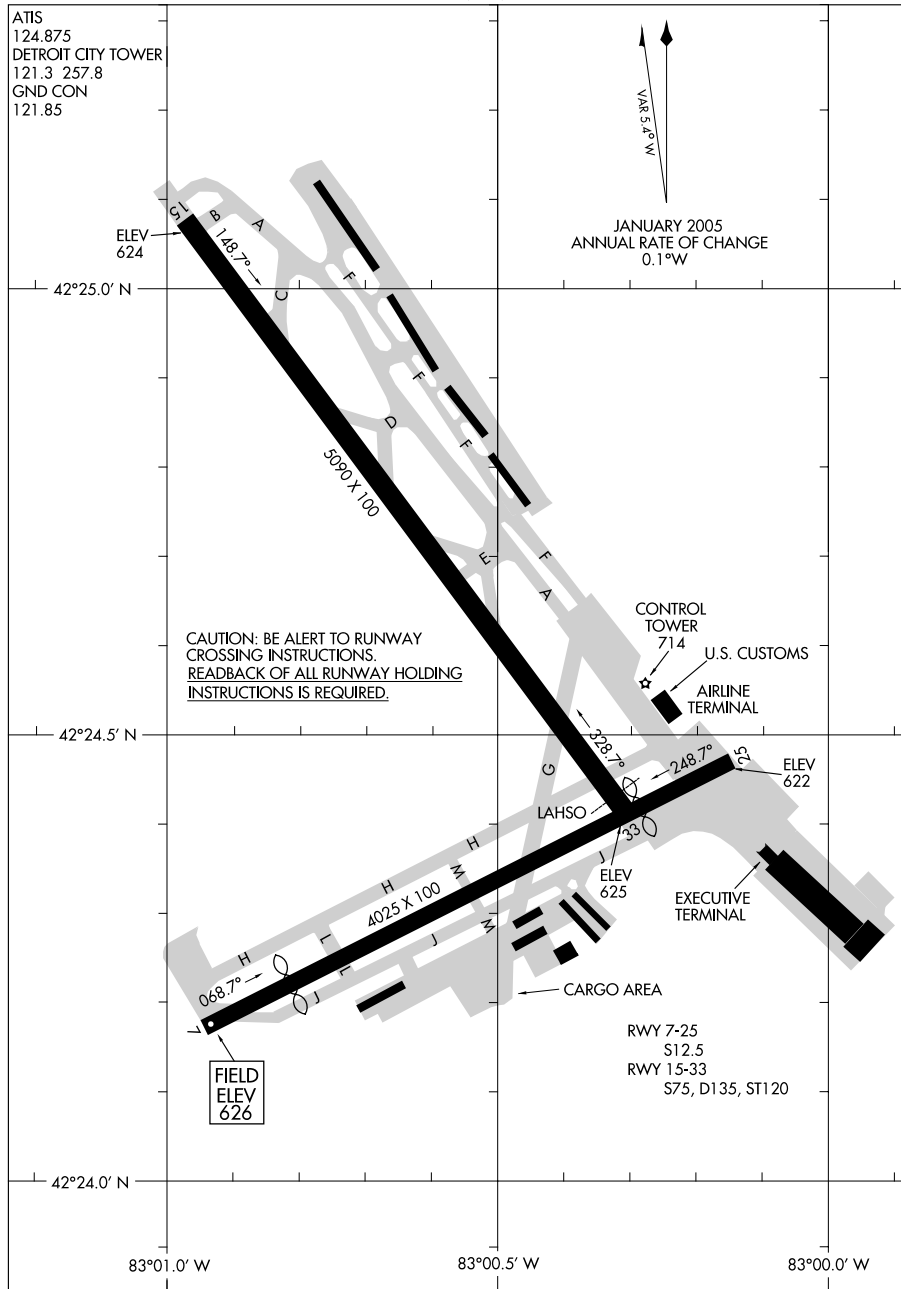 ATIS
124.875
DETROIT CITY TOWER
121.3 257.8
GND CON
121.85
VAR 5.4° W
JANUARY 2005
ANNUAL RATE OF CHANGE
0.1°W
15
B
A
ELEV
624
148.7°
C
F
42°25.0' N
F
D
F
5090 X 100
E
F
A
CAUTION: BE ALERT TO RUNWAY
CROSSING INSTRUCTIONS.
READBACK OF ALL RUNWAY HOLDING
INSTRUCTIONS IS REQUIRED.
CONTROL
TOWER
714
U.S. CUSTOMS
AIRLINE
TERMINAL
42°24.5' N
328.7°
G
248.7°
25
ELEV
622
LAHSO
33
H
H
M
J
ELEV
625
4025 X 100
EXECUTIVE
TERMINAL
H
L
L
J
M
068.7°
J
7
CARGO AREA
FIELD
ELEV
626
RWY 7-25
S12.5
RWY 15-33
S75, D135, ST120
42°24.0' N
83°01.0' W
83°00.5' W
83°00.0' W